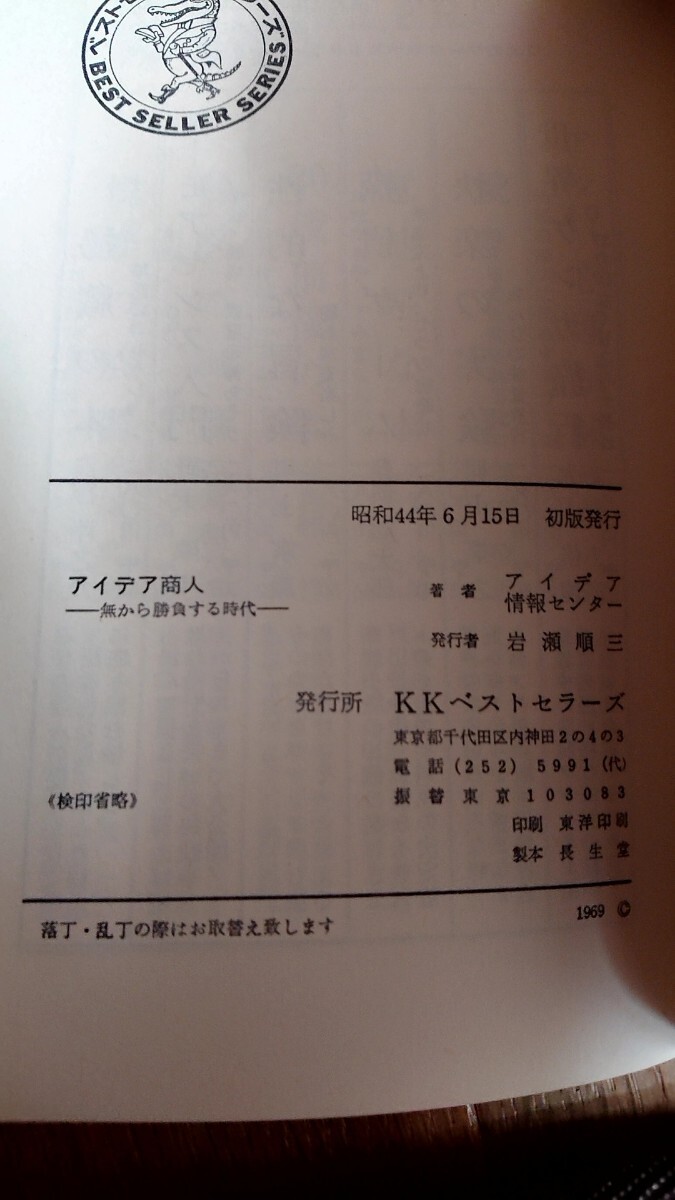 ベストセ ーズ
BEST SELLER SERIES
昭和44年6月15日 初版発行
アイデア商人
──無から勝負する時代──
著者 アイデア
情報センター
発行者 岩瀬順三
発行所 KKベストセラーズ
東京都千代田区内神田2の4の3
電話(252) 5991(代)
振替東京103083
《検印省略》
印刷 東洋印刷
製本 長生堂
落丁・乱丁の際はお取替え致します
1969 ©